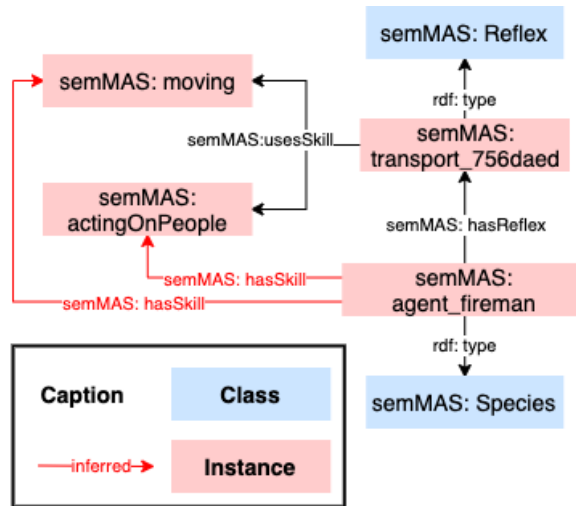 semMAS: Reflex
semMAS: moving
rdf: type
semMAS:usesSkill
semMAS:
transport_756daed
semMAS:
actingOnPeople
semMAS: hasReflex
semMAS: hasSkill
semMAS:
agent_fireman
semMAS: hasSkill
rdf: type
Caption
Class
semMAS: Species
inferred
Instance